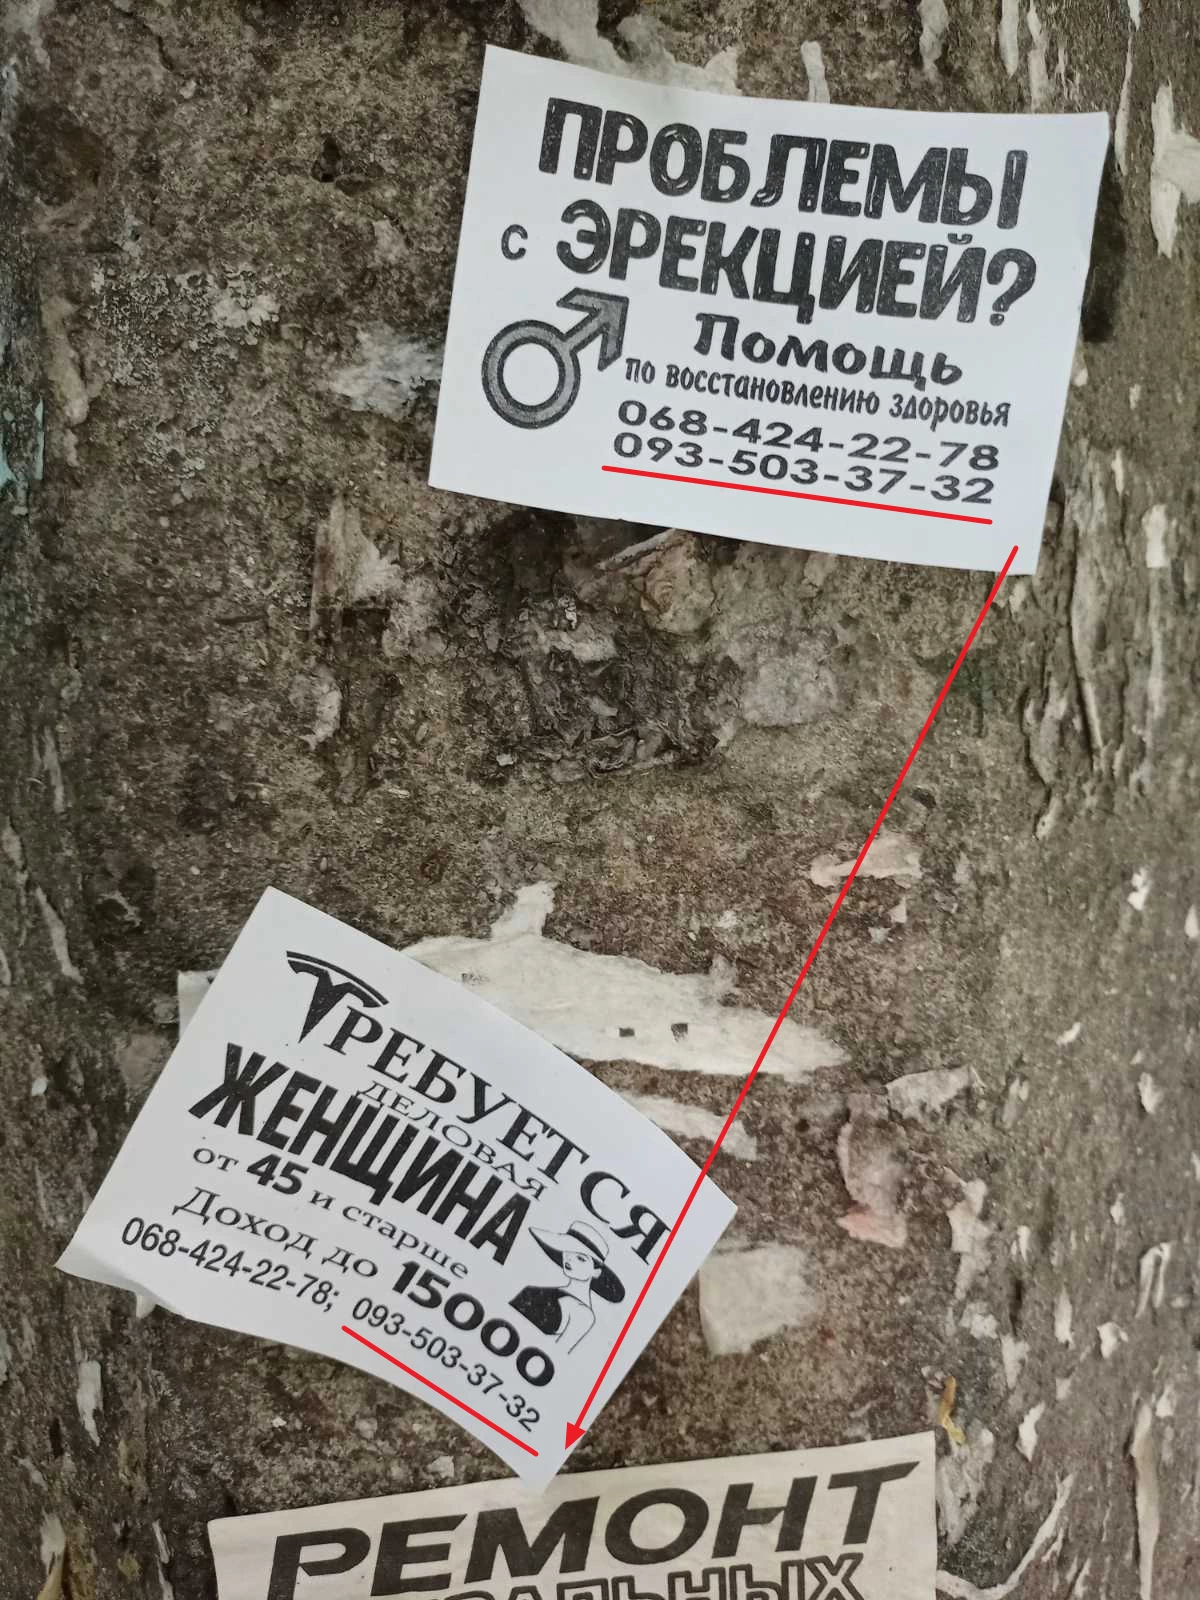 ПРОБЛЕМЫ
с ЭРЕКЦИЕЙ?
Помощь
по восстановлению здоровья
068-424-22-78
093-503-37-32
ТРЕБУЕТСЯ
ДЕЛОВАЯ
ЖЕНЩИНА
от 45 и старше
Доход до 15000
068-424-22-78; 093-503-37-32
РЕМОНТ